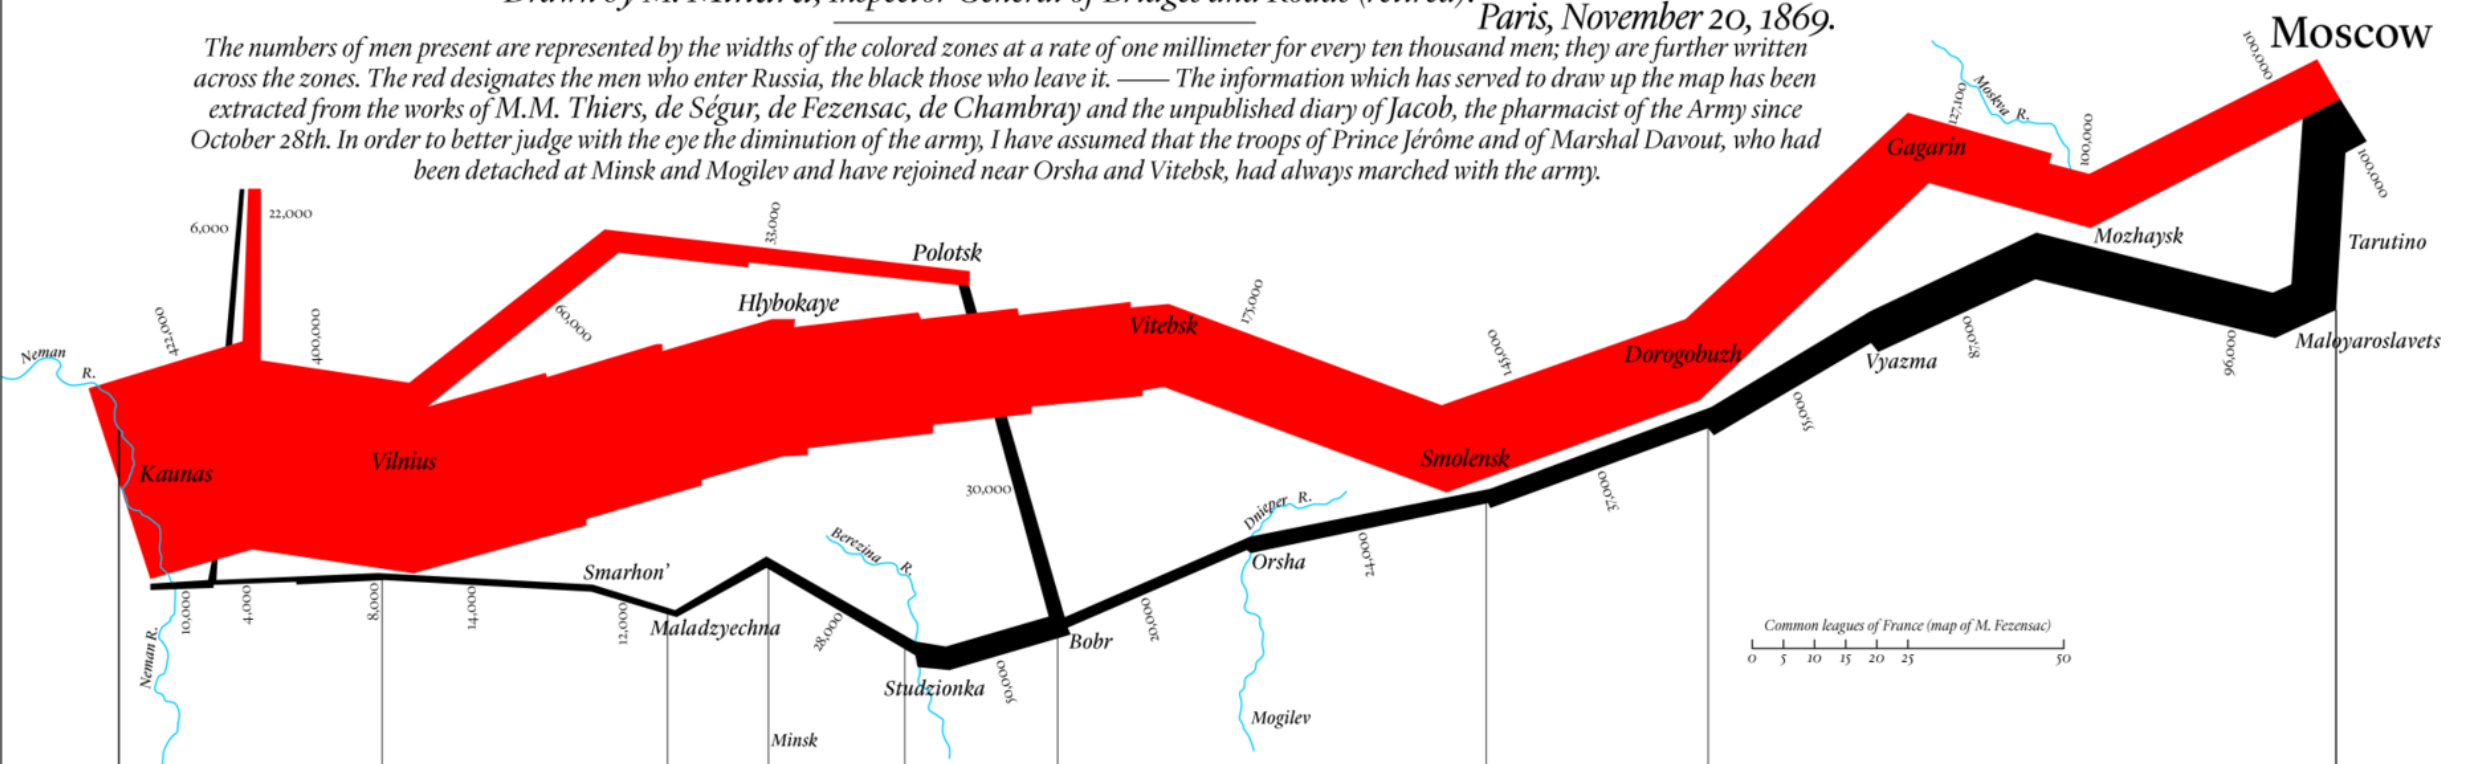 Drawn by M. Minard, Inspector General of Bridges and Roads (retired).
Paris, November 20, 1869.
Moscow
The numbers of men present are represented by the widths of the colored zones at a rate of one millimeter for every ten thousand men; they are further written
across the zones. The red designates the men who enter Russia, the black those who leave it. —— The information which has served to draw up the map has been
extracted from the works of M.M. Thiers, de Ségur, de Fezensac, de Chambray and the unpublished diary of Jacob, the pharmacist of the Army since
October 28th. In order to better judge with the eye the diminution of the army, I have assumed that the troops of Prince Jérôme and of Marshal Davout, who had
been detached at Minsk and Mogilev and have rejoined near Orsha and Vitebsk, had always marched with the army.
100,000
Moskva R.
127,100
100,000
Gagarin
100,000
6,000
22,000
33,000
Polotsk
Mozhaysk
Tarutino
Hlybokaye
60,000
422,000
400,000
Vitebsk
175,000
145,000
Dorogobuzh
Vyazma
87,000
96,000
Maloyaroslavets
Neman
R.
55,000
Vilnius
Smolensk
Kaunas
30,000
37,000
Dnieper R.
Berezina R.
Orsha
24,000
Smarhon’
10,000
4,000
8,000
14,000
12,000
Maladzyechna
28,000
20,000
Bobr
Common leagues of France (map of M. Fezensac)
0 5 10 15 20 25 50
Neman R.
Studzionka
50,000
Mogilev
Minsk